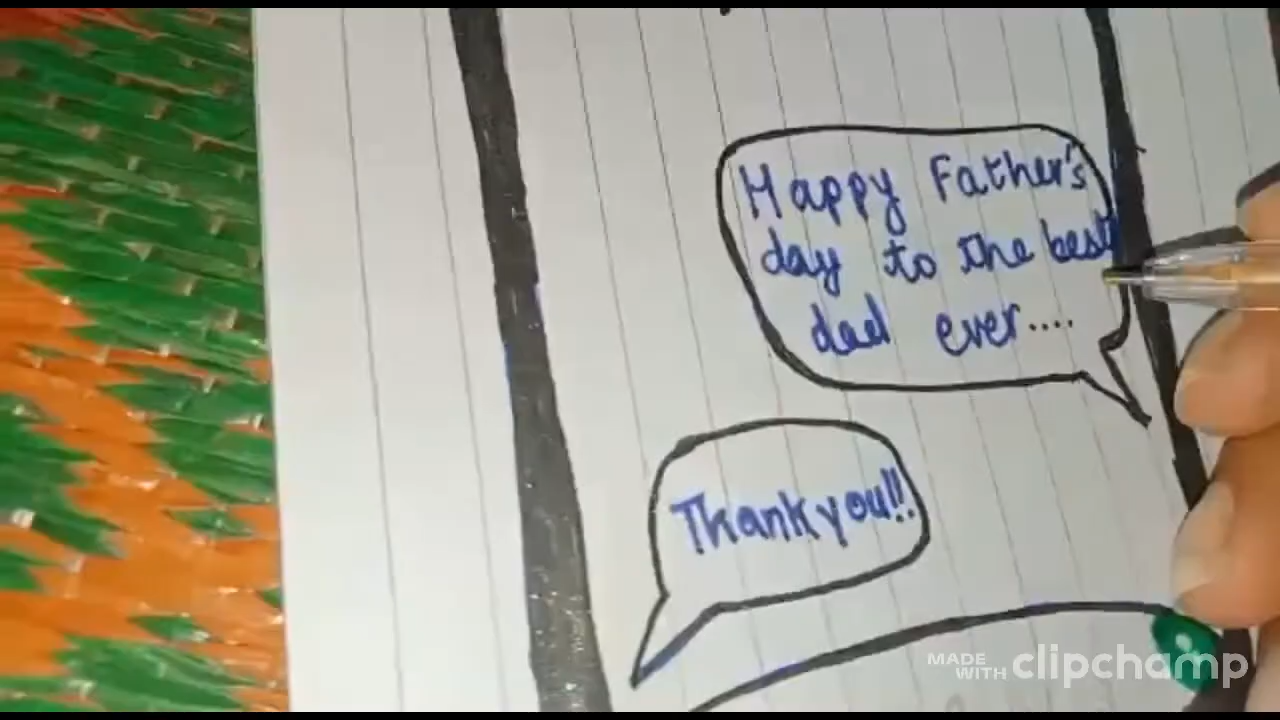 Happy Father's
day to the best
dad ever....
Thank you!!
MADE
WITH clipchamp